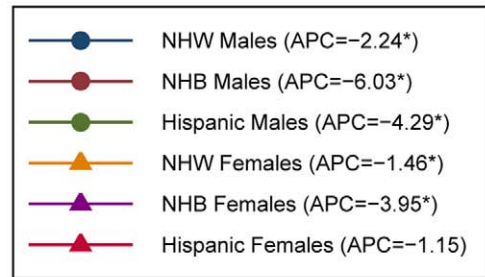 NHW Males (APC=−2.24*)
NHB Males (APC=−6.03*)
Hispanic Males (APC=−4.29*)
NHW Females (APC=−1.46*)
NHB Females (APC=−3.95*)
Hispanic Females (APC=−1.15)